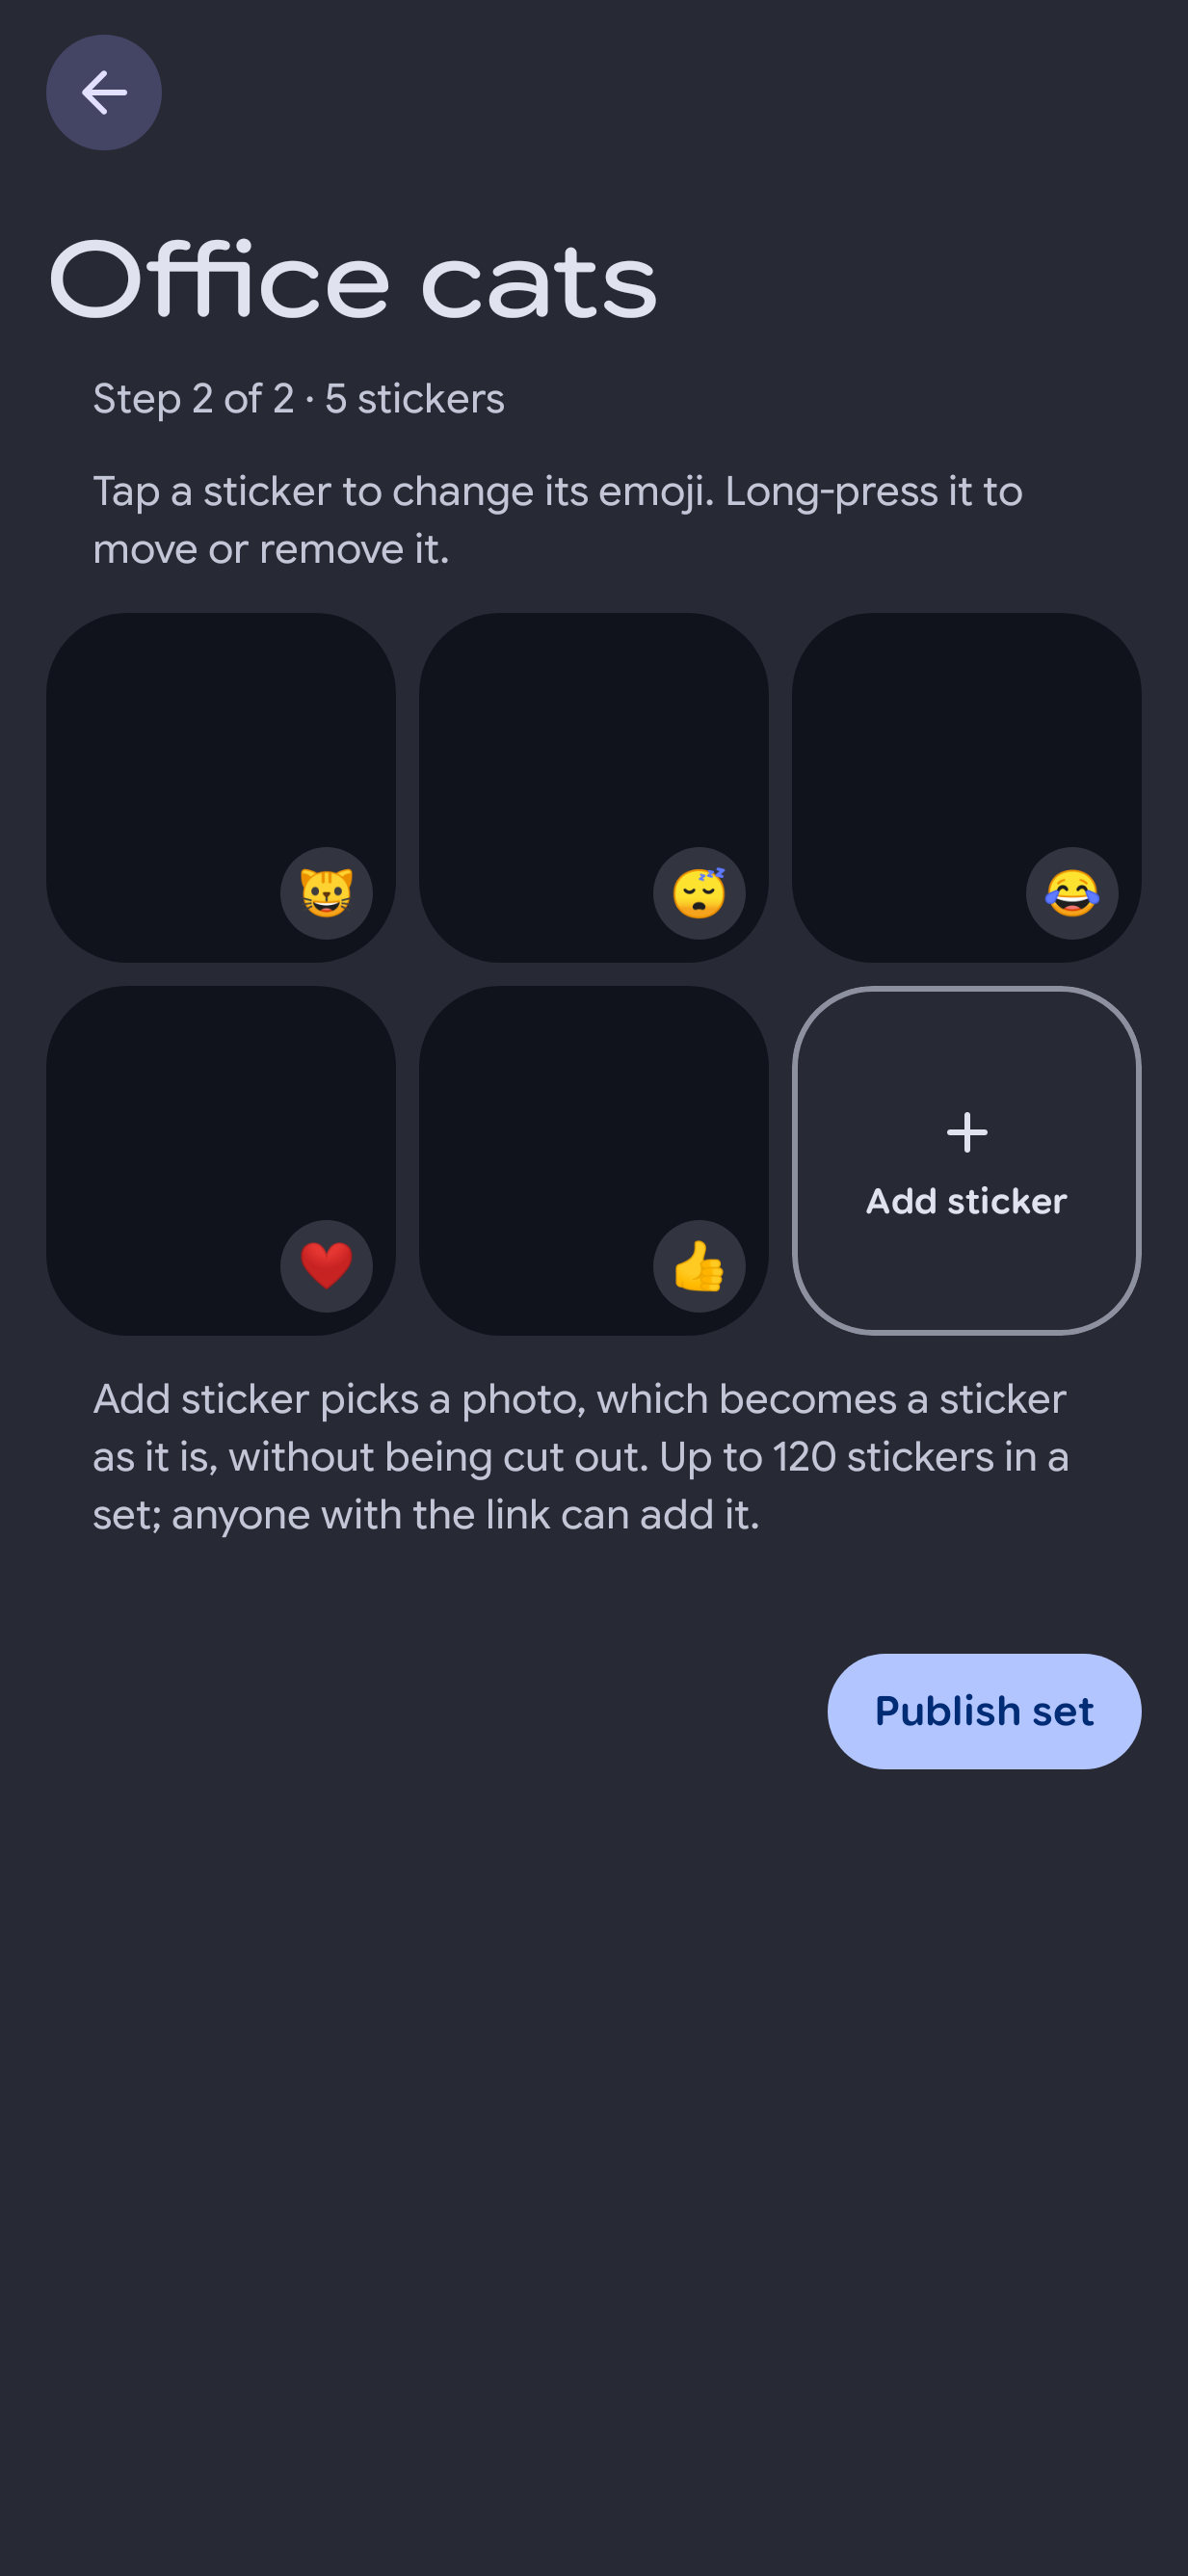 Office cats
Step 2 of 2 · 5 stickers
Tap a sticker to change its emoji. Long-press it to
move or remove it.
Add sticker
Add sticker picks a photo, which becomes a sticker
as it is, without being cut out. Up to 120 stickers in a
set; anyone with the link can add it.
Publish set